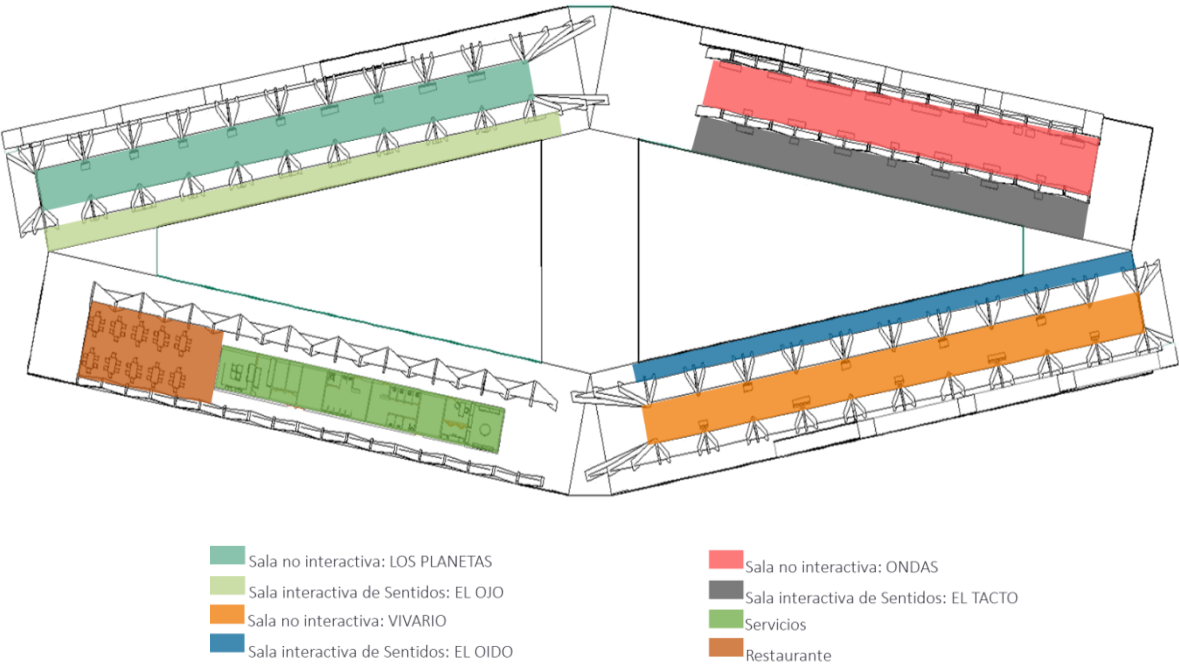 Sala no interactiva: LOS PLANETAS
Sala interactiva de Sentidos: EL OJO
Sala no interactiva: VIVARIO
Sala interactiva de Sentidos: EL OIDO
Sala no interactiva: ONDAS
Sala interactiva de Sentidos: EL TACTO
Servicios
Restaurante